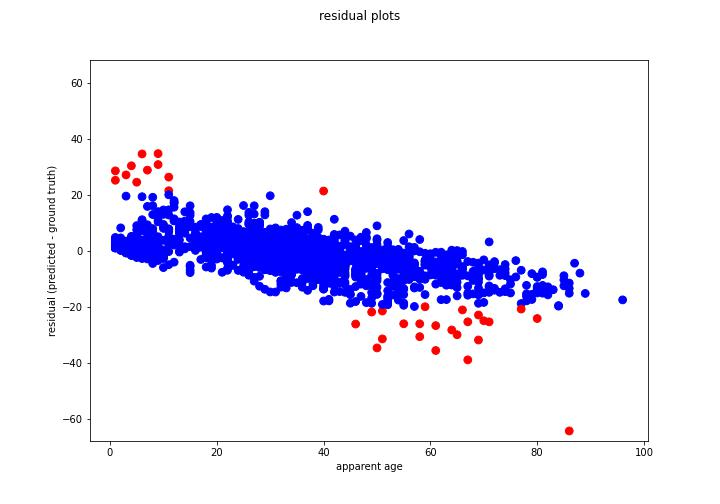 residual plots
residual (predicted - ground truth)
60
40
20
0
−20
−40
−60
0 20 40 60 80 100
apparent age